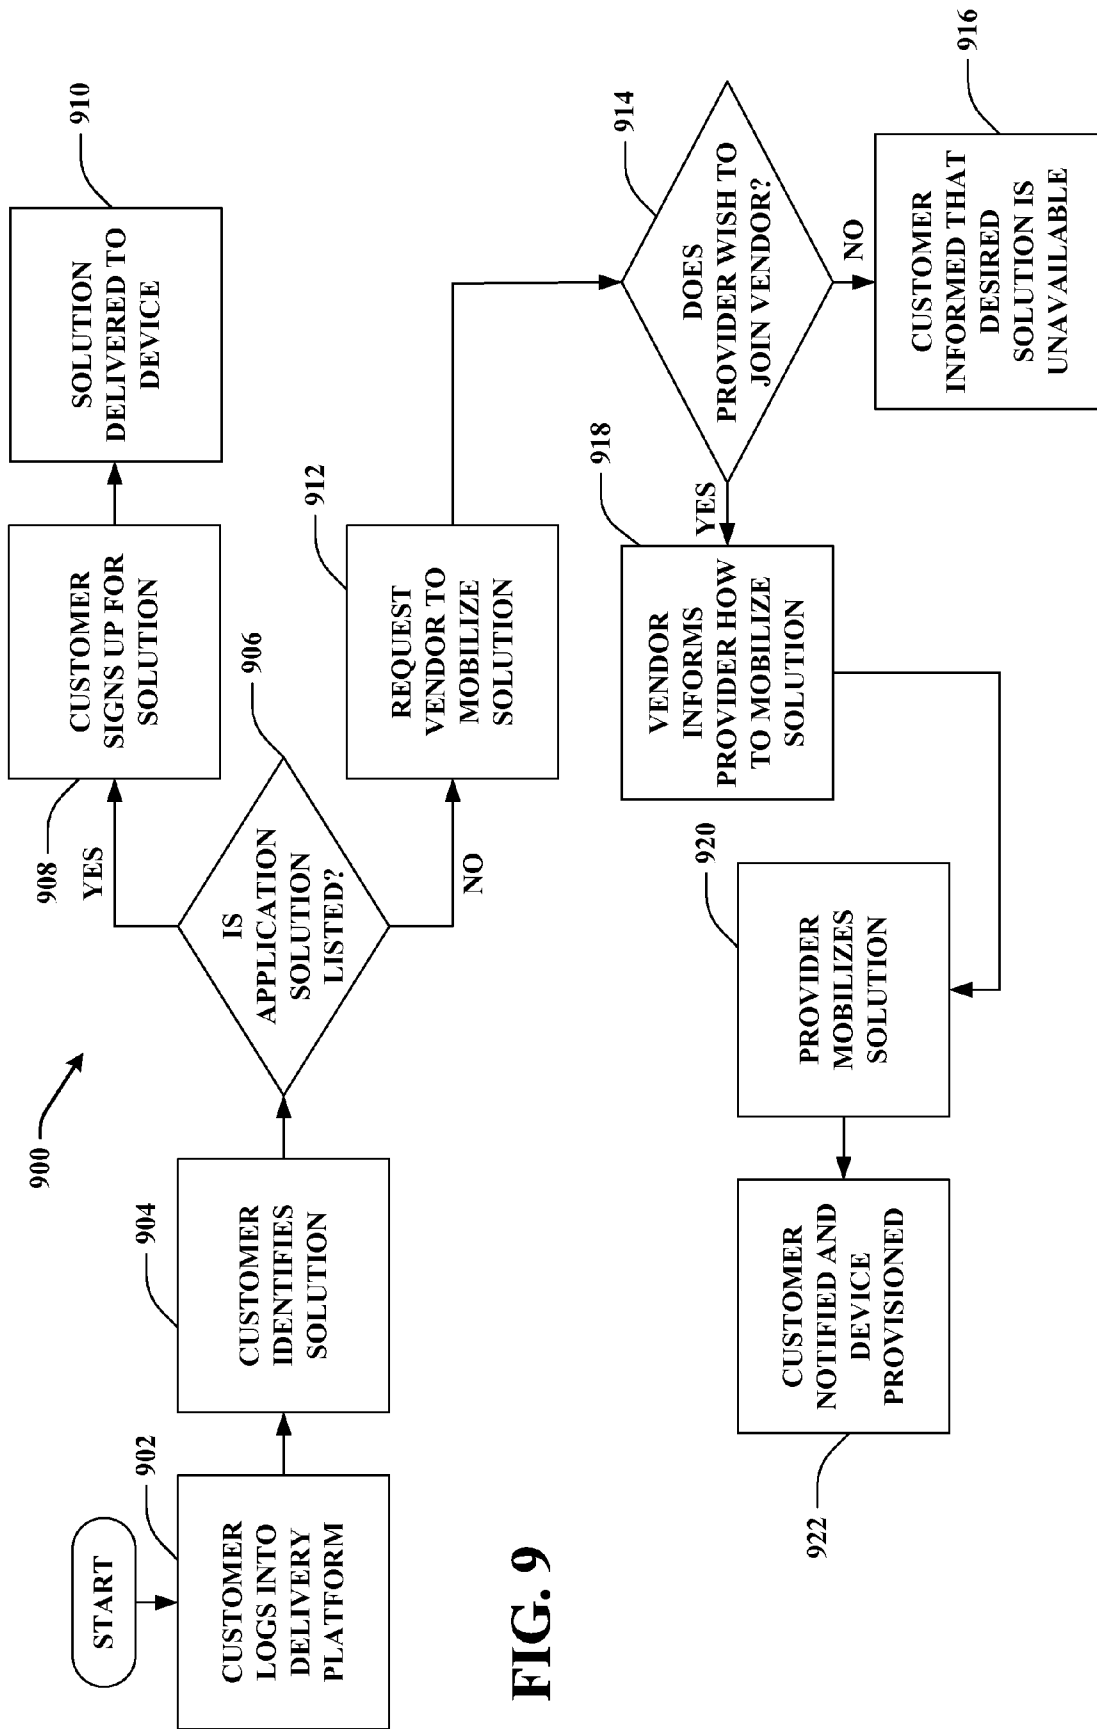 START
902
CUSTOMER
LOGS INTO
DELIVERY
PLATFORM
904
CUSTOMER
IDENTIFIES
SOLUTION
900
906
IS
APPLICATION
SOLUTION
LISTED?
YES
908
CUSTOMER
SIGNS UP FOR
SOLUTION
910
SOLUTION
DELIVERED TO
DEVICE
NO
912
REQUEST
VENDOR TO
MOBILIZE
SOLUTION
914
DOES
PROVIDER WISH TO
JOIN VENDOR?
NO
916
CUSTOMER
INFORMED THAT
DESIRED
SOLUTION IS
UNAVAILABLE
YES
918
VENDOR
INFORMS
PROVIDER HOW
TO MOBILIZE
SOLUTION
920
PROVIDER
MOBILIZES
SOLUTION
922
CUSTOMER
NOTIFIED AND
DEVICE
PROVISIONED
FIG. 9